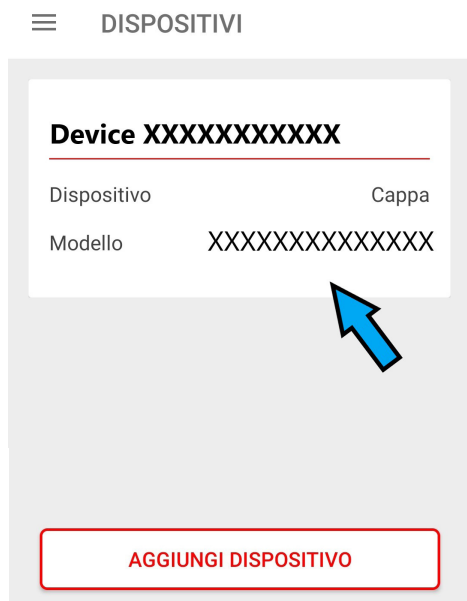 DISPOSITIVI
Device XXXXXXXXXXX
Dispositivo Cappa
Modello XXXXXXXXXXXXXX
AGGIUNGI DISPOSITIVO